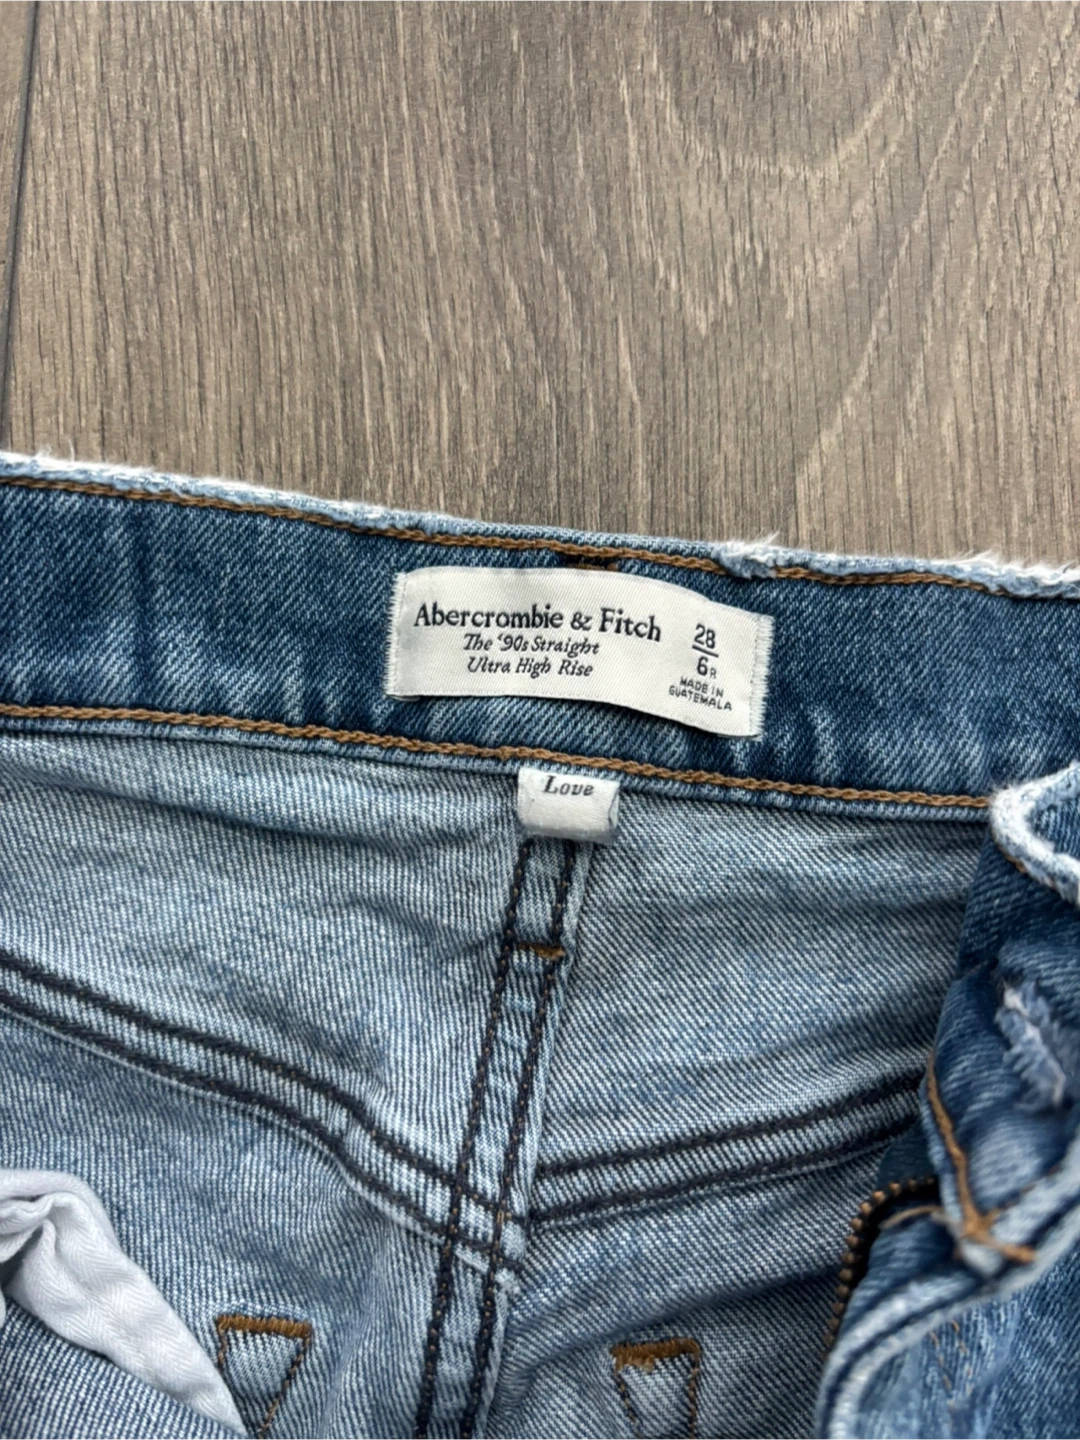 Abercrombie & Fitch
The '90s Straight
Ultra High Rise
28
6R
MADE IN
GUATEMALA
Love